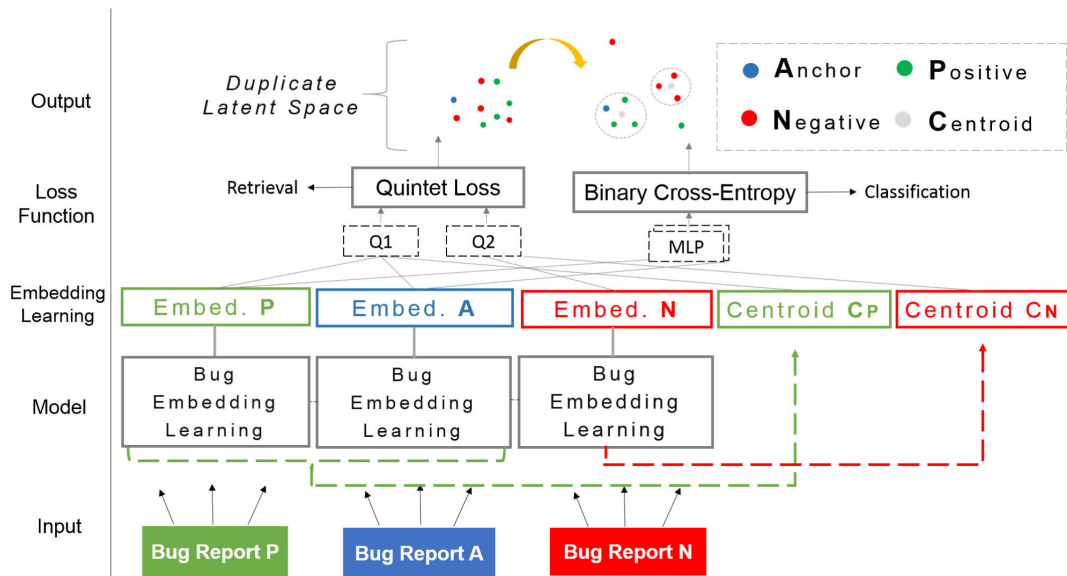 Output
Duplicate
Latent Space
Anchor
Positive
Negative
Centroid
Loss
Function
Retrieval
Quintet Loss
Binary Cross-Entropy
Classification
Q1
Q2
MLP
Embedding
Learning
Embed. P
Embed. A
Embed. N
Centroid CP
Centroid CN
Model
Bug
Embedding
Learning
Bug
Embedding
Learning
Bug
Embedding
Learning
Input
Bug Report P
Bug Report A
Bug Report N